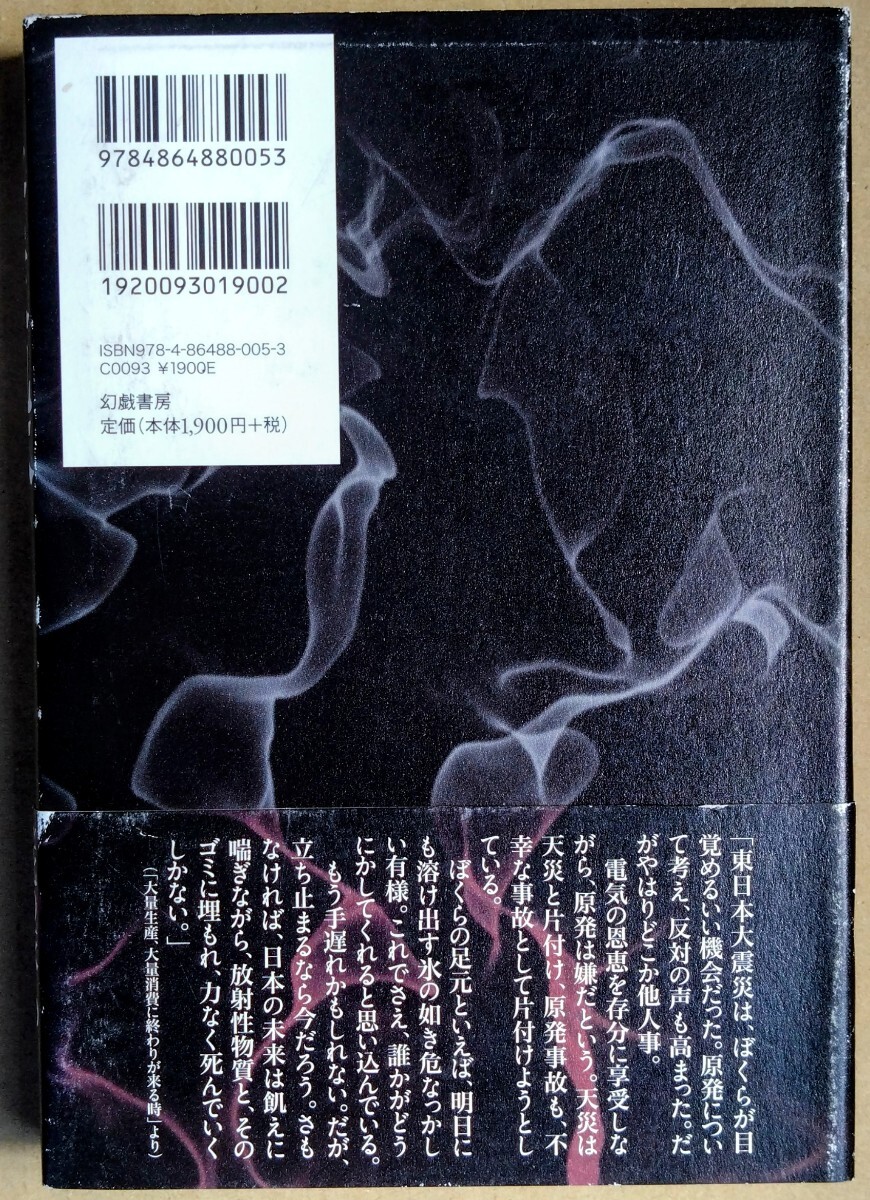 9784864880053
1920093019002
ISBN978-4-86488-005-3
C0093 ¥1900E
幻戯書房
定価(本体1,900円+税)
「東日本大震災は、ぼくらが目
覚めるいい機会だった。原発につい
て考え、反対の声も高まった。だ
がやはりどこか他人事。
電気の恩恵を存分に享受しな
がら、原発は嫌だという。天災は
天災と片付け、原発事故も、不
幸な事故として片付けようとし
ている。
ぼくらの足元といえば、明日に
も溶け出す氷の如き危なっかし
い有様。これでさえ、誰かがどう
にかしてくれると思い込んでいる。
もう手遅れかもしれない。だが、
立ち止まるなら今だろう。さも
なければ、日本の未来は飢えに
喘ぎながら、放射性物質と、その
ゴミに埋もれ、力なく死んでいく
しかない。」
(「大量生産、大量消費に終わりが来る時」より)